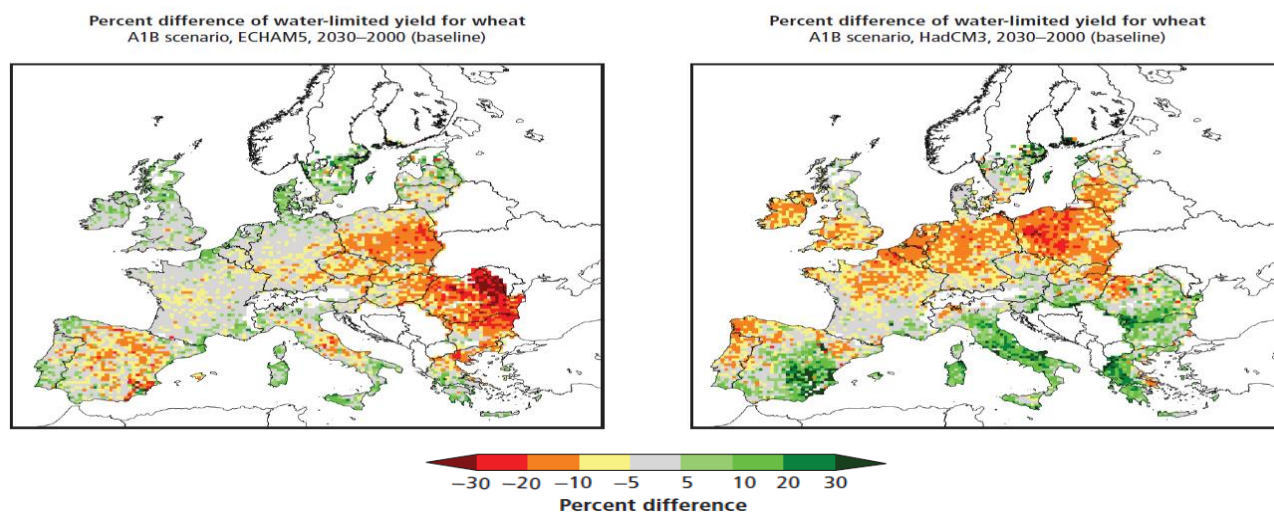 Percent difference of water-limited yield for wheat
A1B scenario, ECHAM5, 2030–2000 (baseline)
Percent difference of water-limited yield for wheat
A1B scenario, HadCM3, 2030–2000 (baseline)
−30 −20 −10 −5 5 10 20 30
Percent difference